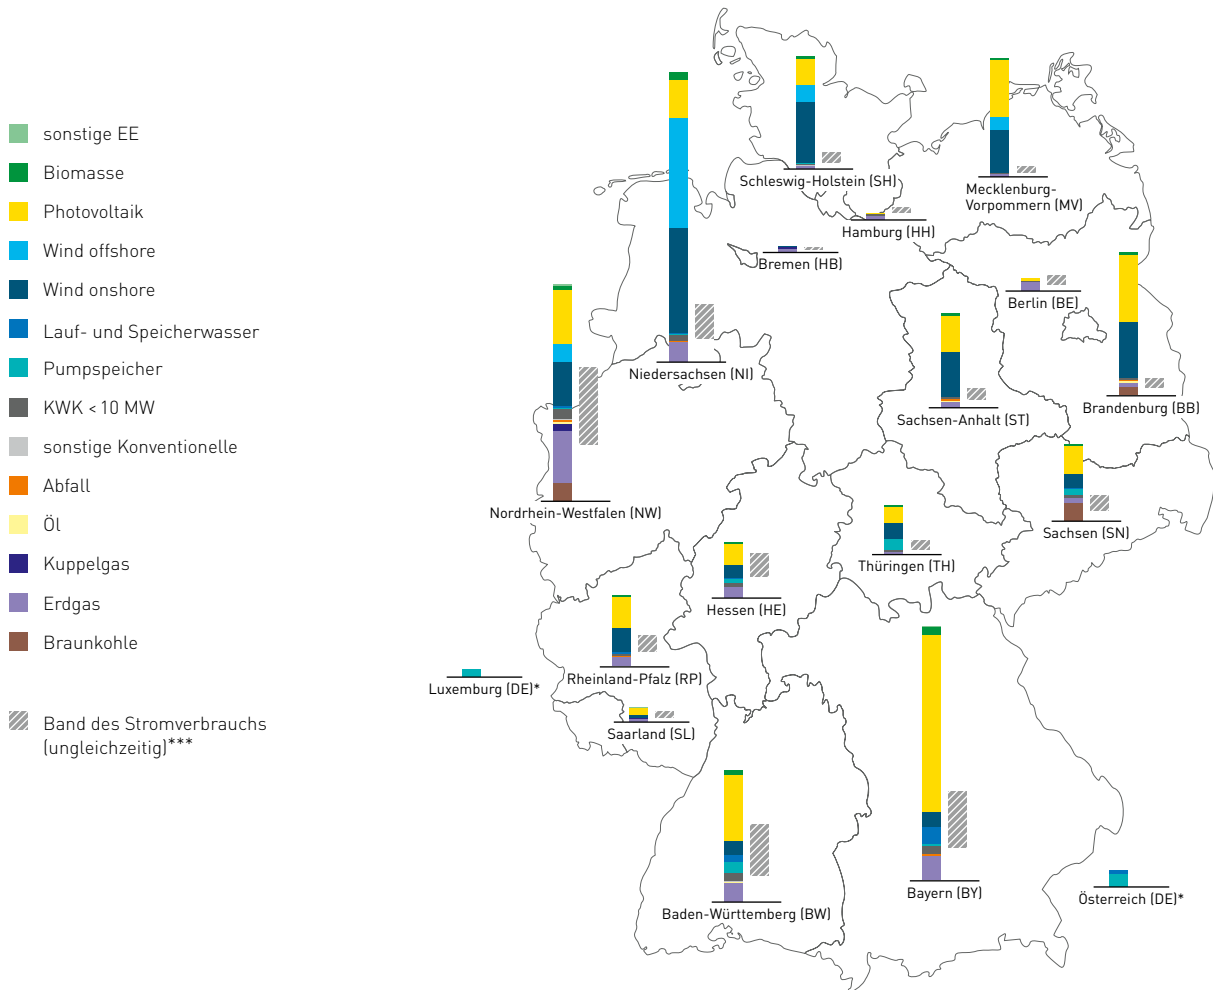 sonstige EE
Biomasse
Photovoltaik
Wind offshore
Wind onshore
Lauf- und Speicherwasser
Pumpspeicher
KWK < 10 MW
sonstige Konventionelle
Abfall
Öl
Kuppelgas
Erdgas
Braunkohle
Band des Stromverbrauchs
(ungleichzeitig)***
Schleswig-Holstein (SH)
Mecklenburg-
Vorpommern (MV)
Hamburg (HH)
Bremen (HB)
Berlin (BE)
Niedersachsen (NI)
Brandenburg (BB)
Sachsen-Anhalt (ST)
Nordrhein-Westfalen (NW)
Sachsen (SN)
Thüringen (TH)
Hessen (HE)
Rheinland-Pfalz (RP)
Luxemburg (DE)*
Saarland (SL)
Bayern (BY)
Österreich (DE)*
Baden-Württemberg (BW)